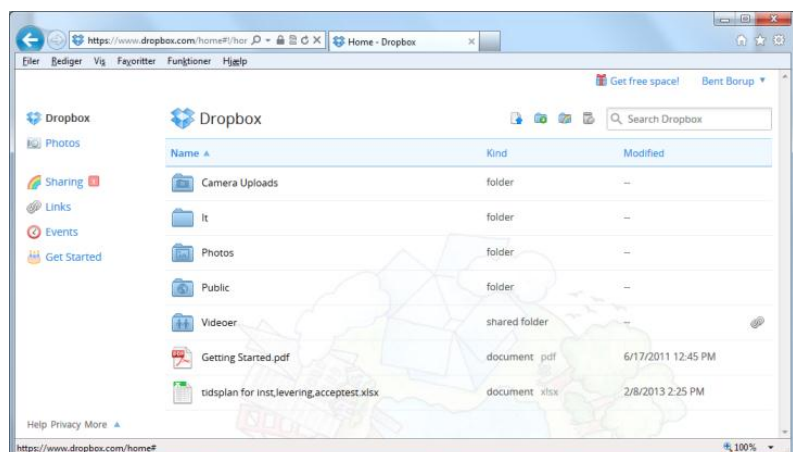 https://www.dropbox.com/home#!/hor
Home - Dropbox
Filer Rediger Vis Favoritter Funktioner Hjælp
Get free space! Bent Borup
Dropbox
Photos
Sharing 1
Links
Events
Get Started
Help Privacy More
Dropbox
Search Dropbox
Name Kind Modified
Camera Uploads folder --
It folder --
Photos folder --
Public folder --
Videoer shared folder --
Getting Started.pdf document pdf 6/17/2011 12:45 PM
tidsplan for inst,levering,acceptest.xlsx document xlsx 2/8/2013 2:25 PM
https://www.dropbox.com/home#
100%